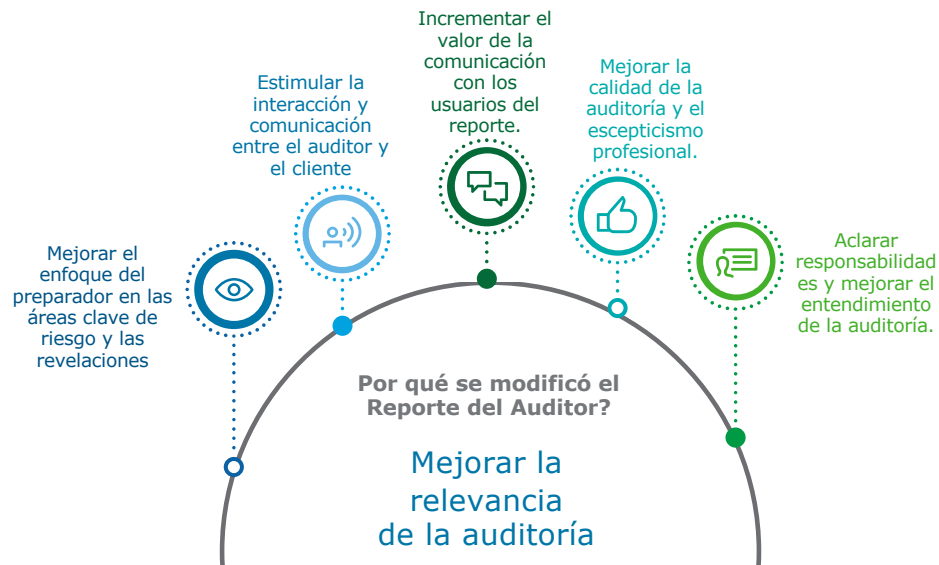 Mejorar el
enfoque del
preparador en las
áreas clave de
riesgo y las
revelaciones
Estimular la
interacción y
comunicación
entre el auditor y
el cliente
Incrementar el
valor de la
comunicación
con los
usuarios del
reporte.
Mejorar la
calidad de la
auditoría y el
escepticismo
profesional.
Aclarar
responsabilidad
es y mejorar el
entendimiento
de la auditoría.
Por qué se modificó el
Reporte del Auditor?
Mejorar la
relevancia
de la auditoría